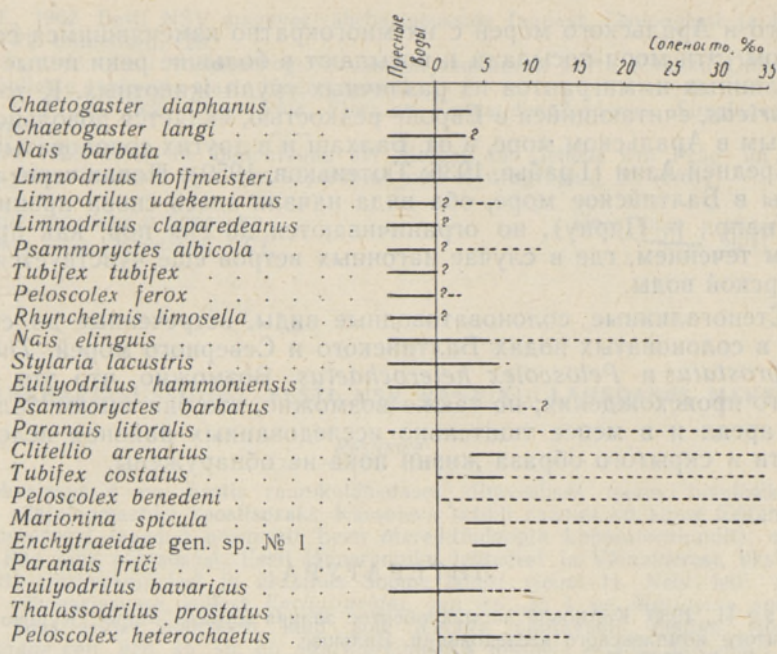 Пресные воды
Соленость, ‰
0 5 10 15 20 25 30 35
Chaetogaster diaphanus . . . .
Chaetogaster langi . . . . . ?
Nais barbata . . . . . . .
Limnodrilus hoffmeisteri . . .
Limnodrilus udekemianus . . . ?
Limnodrilus claparedeanus . . ?
Psammoryctes albicola . . . . ?
Tubifex tubifex . . . . . . ?
Peloscolex ferox . . . . . . ?
Rhynchelmis limosella . . . . ?
Nais elinguis . . . . . . .
Stylaria lacustris . . . . .
Euilyodrilus hammoniensis . .
Psammoryctes barbatus . . . . ?
Paranais litoralis . . . . .
Clitellio arenarius . . . . .
Tubifex costatus . . . . . .
Peloscolex benedeni . . . . .
Marionina spicula . . . . . .
Enchytraeidae gen. sp. № 1 . .
Paranais friči . . . . . . .
Euilyodrilus bavaricus . . . .
Thalassodrilus prostatus . . .
Peloscolex heterochaetus . . .